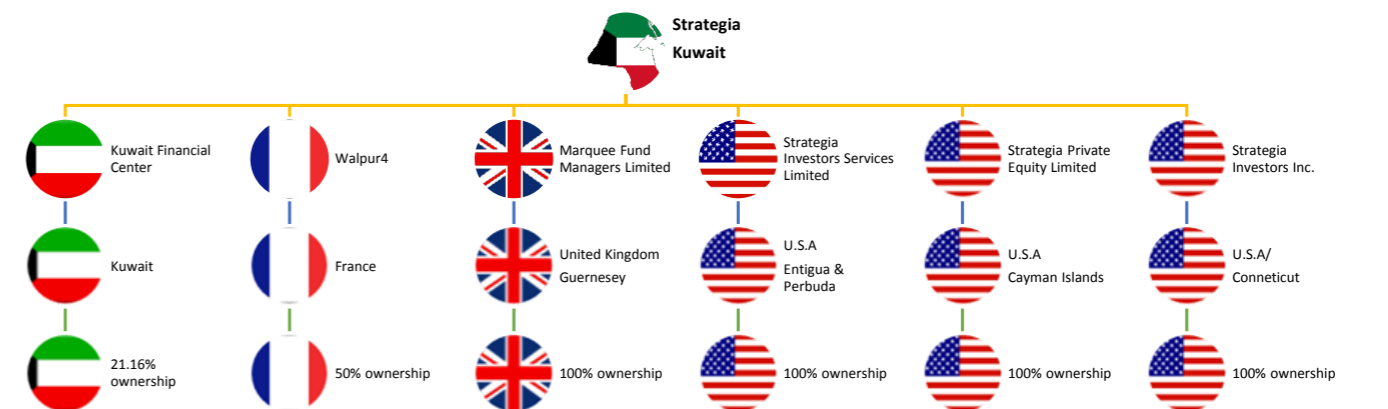 Strategia
Kuwait
Kuwait Financial
Center
Walpur4
Marquee Fund
Managers Limited
Strategia
Investors Services
Limited
Strategia Private
Equity Limited
Strategia
Investors Inc.
Kuwait
France
United Kingdom
Guernesey
U.S.A
Entigua &
Perbuda
U.S.A
Cayman Islands
U.S.A/
Conneticut
21.16%
ownership
50% ownership
100% ownership
100% ownership
100% ownership
100% ownership